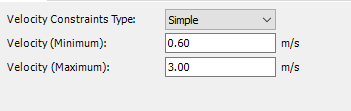 Velocity Constraints Type: Simple
Velocity (Minimum): 0.60 m/s
Velocity (Maximum): 3.00 m/s